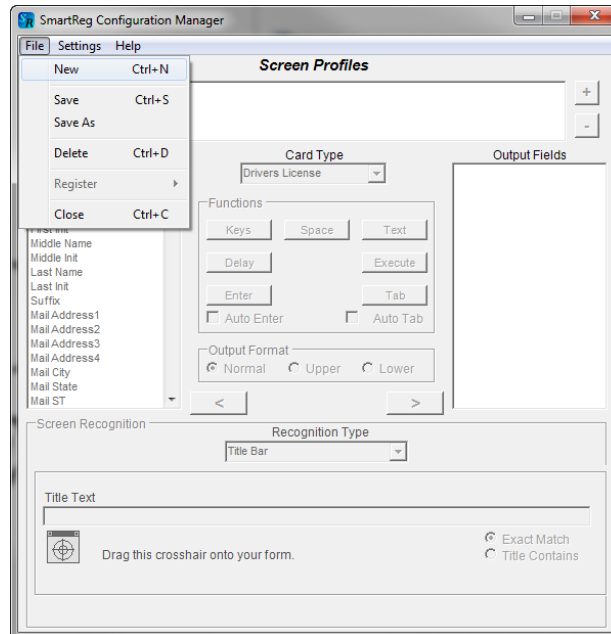 SR SmartReg Configuration Manager
File Settings Help
New Ctrl+N
Save Ctrl+S
Save As
Delete Ctrl+D
Register
Close Ctrl+C
Screen Profiles
+
-
Card Type
Drivers License
Output Fields
First Init
Middle Name
Middle Init
Last Name
Last Init
Suffix
Mail Address1
Mail Address2
Mail Address3
Mail Address4
Mail City
Mail State
Mail ST
Functions
Keys Space Text
Delay Execute
Enter Tab
Auto Enter Auto Tab
Output Format
Normal Upper Lower
< >
Screen Recognition
Recognition Type
Title Bar
Title Text
Drag this crosshair onto your form.
Exact Match
Title Contains